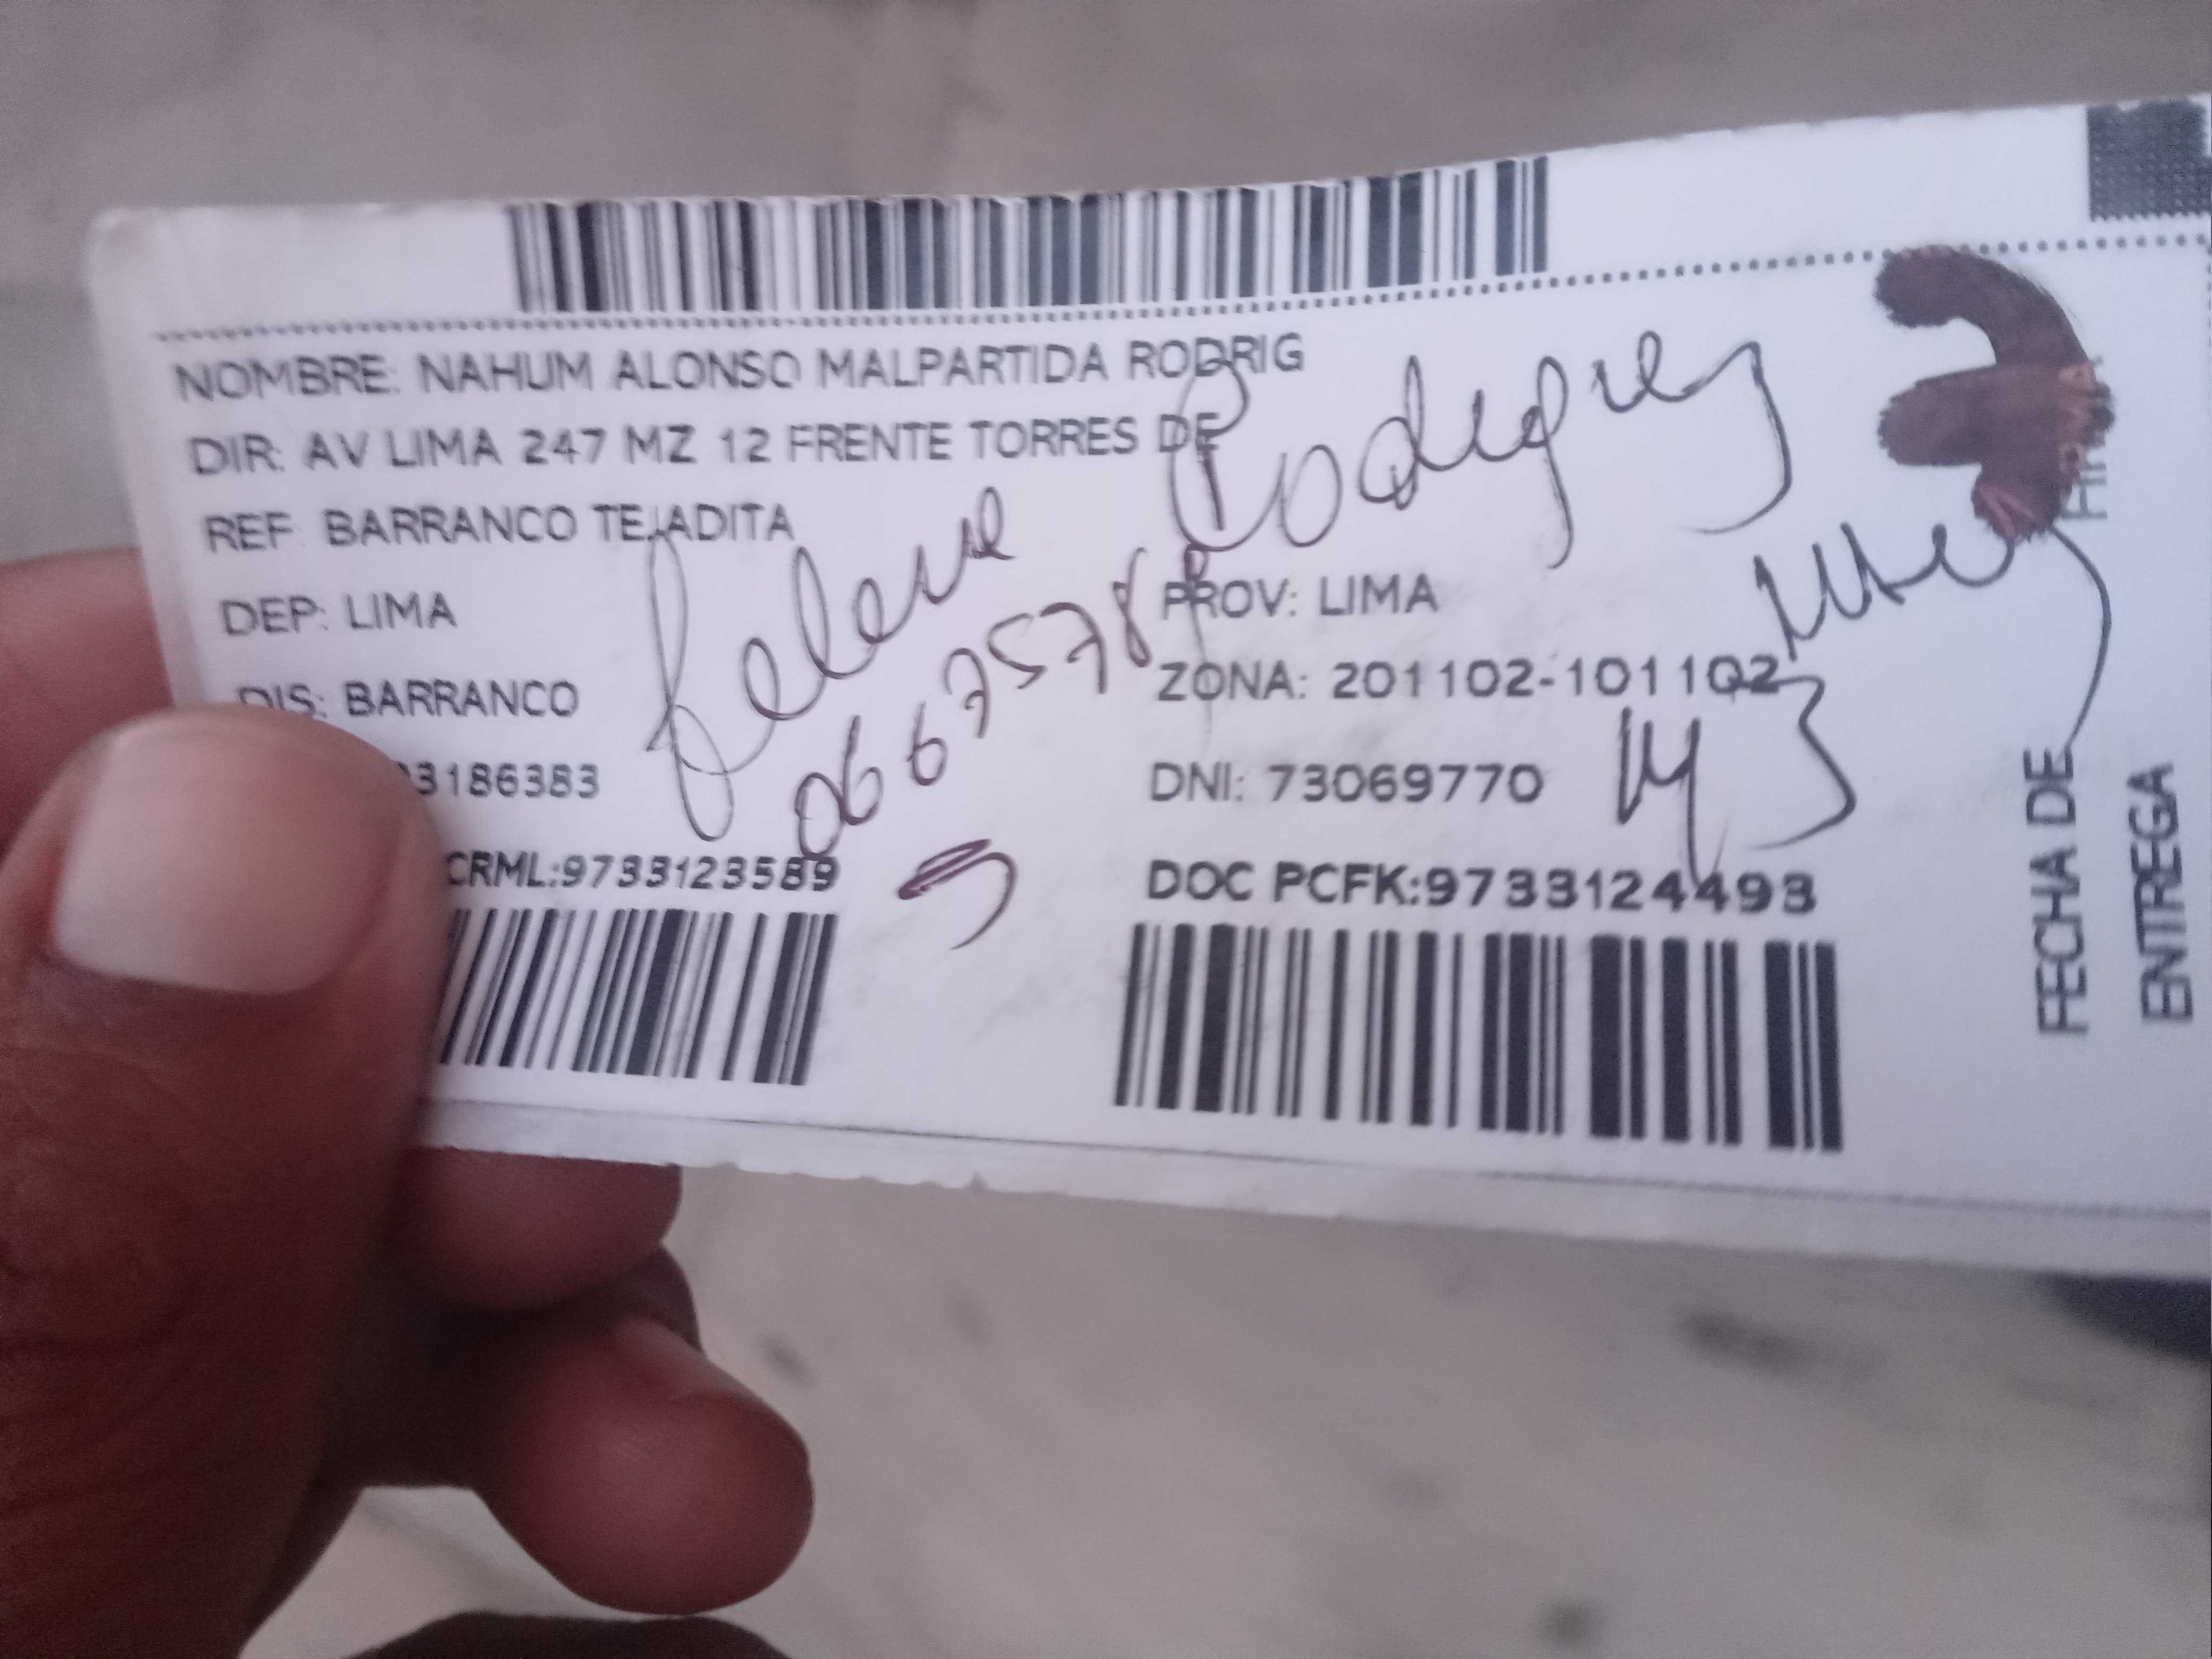 NOMBRE: NAHUM ALONSO MALPARTIDA RODRIG
DIR: AV LIMA 247 MZ 12 FRENTE TORRES DE
REF: BARRANCO TEJADITA
DEP: LIMA
PROV: LIMA
DIS: BARRANCO
ZONA: 201102-101102
3186383
DNI: 73069770
CRML:9733123589
DOC PCFK:9733124493
Rodriguez
FECHA DE
ENTREGA